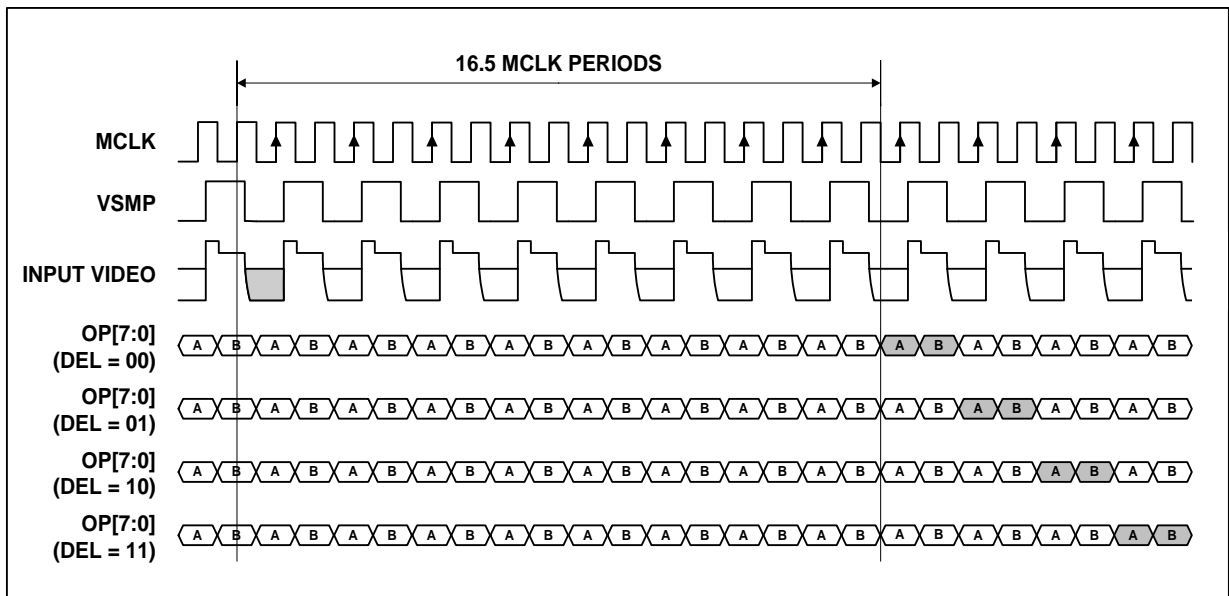 16.5 MCLK PERIODS
MCLK
VSMP
INPUT VIDEO
OP[7:0]
(DEL = 00)
A B A B A B A B A B A B A B A B A B A B A B A B A B
OP[7:0]
(DEL = 01)
A B A B A B A B A B A B A B A B A B A B A B A B A B
OP[7:0]
(DEL = 10)
A B A B A B A B A B A B A B A B A B A B A B A B A B
OP[7:0]
(DEL = 11)
A B A B A B A B A B A B A B A B A B A B A B A B A B